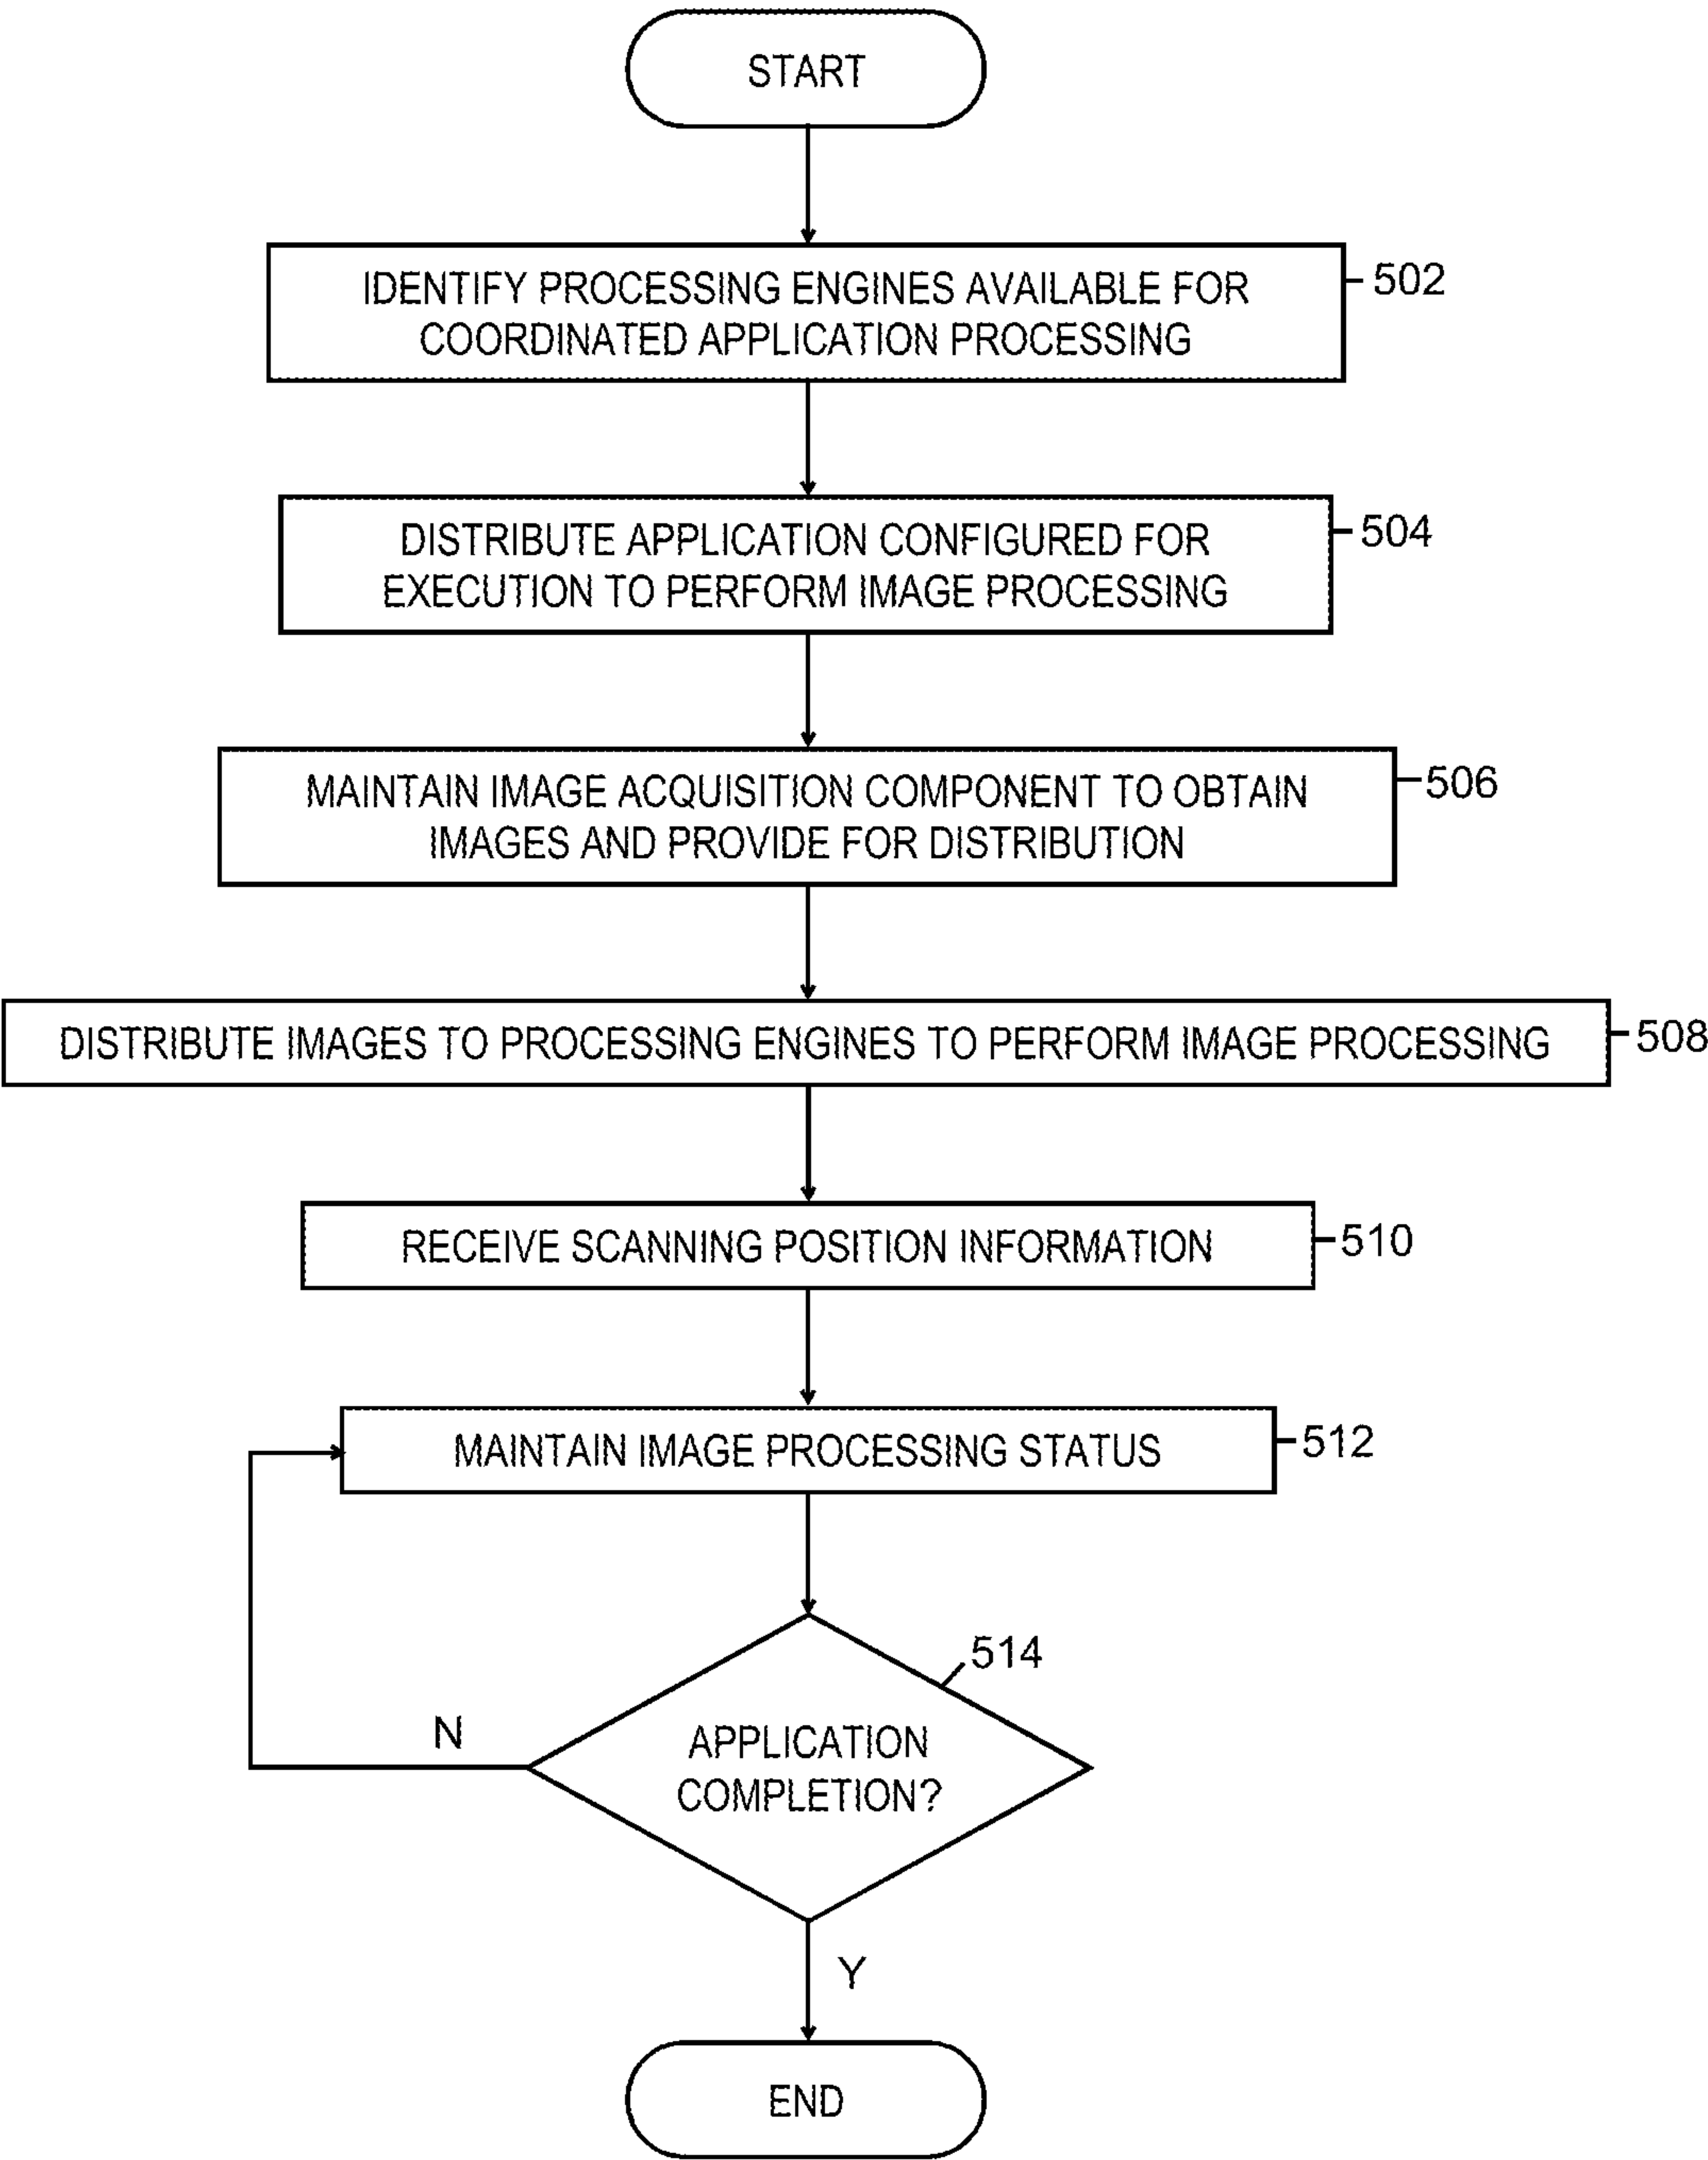 START
IDENTIFY PROCESSING ENGINES AVAILABLE FOR
COORDINATED APPLICATION PROCESSING
502
DISTRIBUTE APPLICATION CONFIGURED FOR
EXECUTION TO PERFORM IMAGE PROCESSING
504
MAINTAIN IMAGE ACQUISITION COMPONENT TO OBTAIN
IMAGES AND PROVIDE FOR DISTRIBUTION
506
DISTRIBUTE IMAGES TO PROCESSING ENGINES TO PERFORM IMAGE PROCESSING
508
RECEIVE SCANNING POSITION INFORMATION
510
MAINTAIN IMAGE PROCESSING STATUS
512
514
APPLICATION
COMPLETION?
N
Y
END